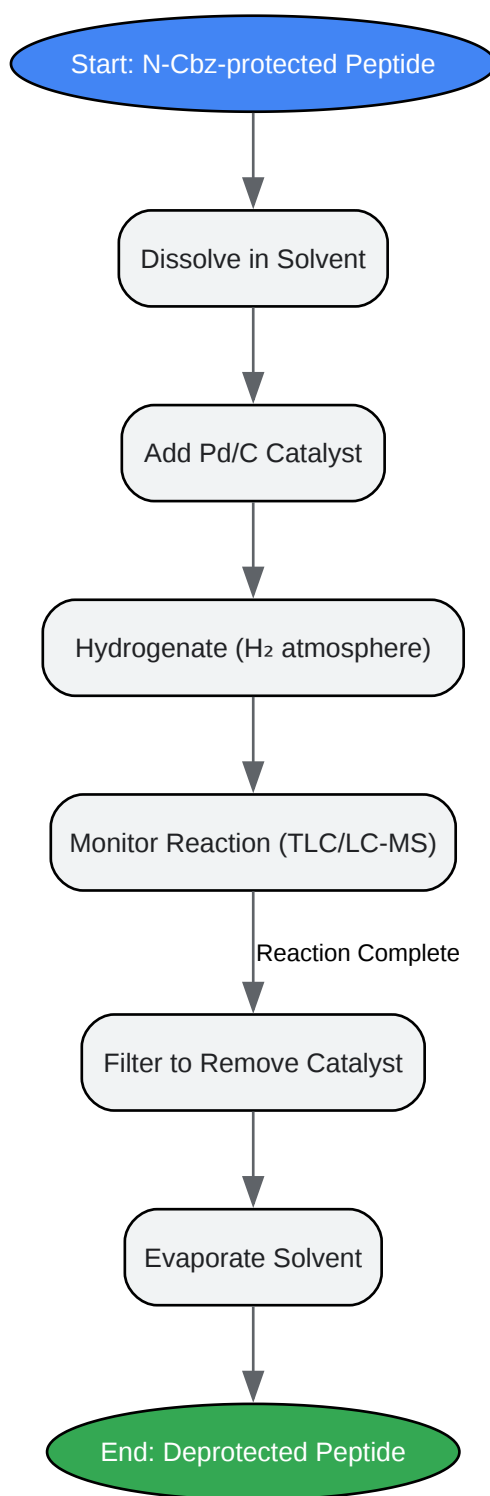 Start: N-Cbz-protected Peptide
Dissolve in Solvent
Add Pd/C Catalyst
Hydrogenate (H₂ atmosphere)
Monitor Reaction (TLC/LC-MS)
Reaction Complete
Filter to Remove Catalyst
Evaporate Solvent
End: Deprotected Peptide